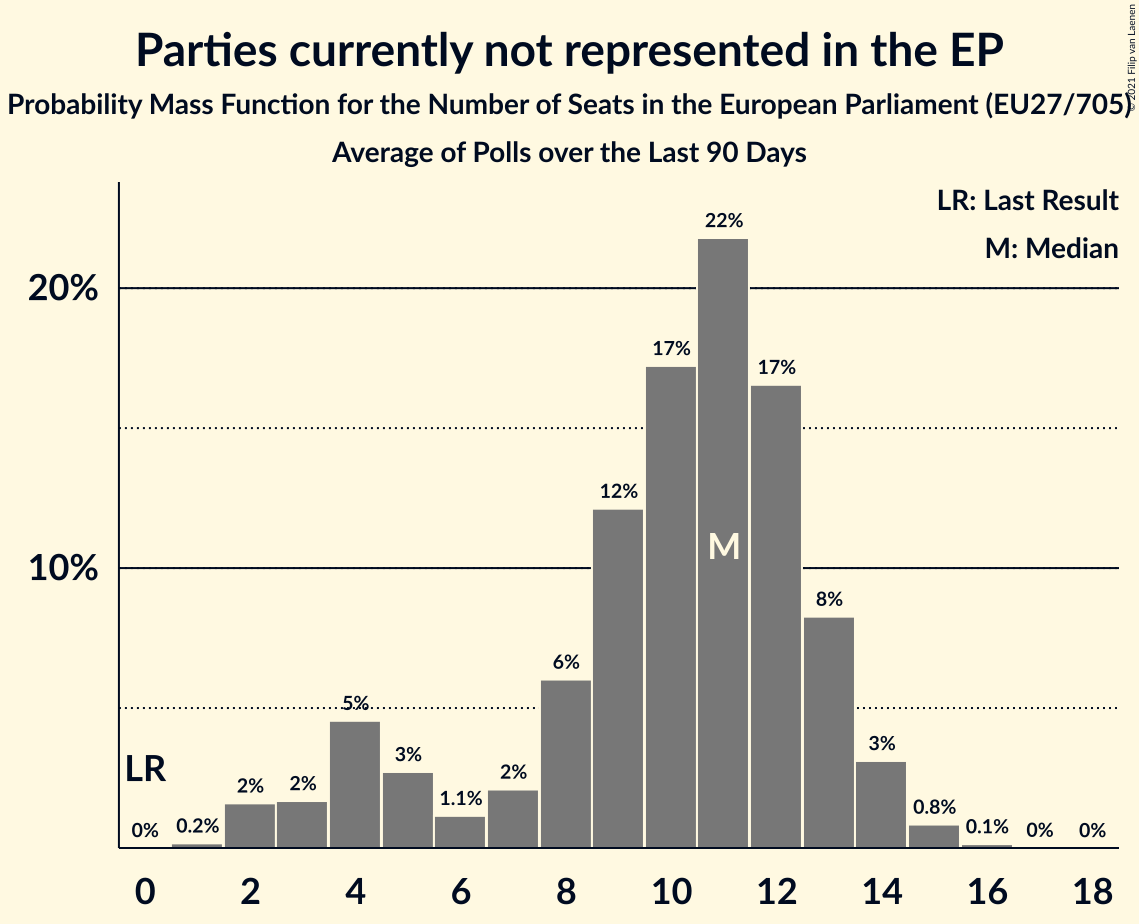 Parties currently not represented in the EP
Probability Mass Function for the Number of Seats in the European Parliament (EU27/705)
Average of Polls over the Last 90 Days
© 2021 Filip van Laenen
LR: Last Result
M: Median
20%
10%
LR
M
0% 0.2% 2% 2% 5% 3% 1.1% 2% 6% 12% 17% 22% 17% 8% 3% 0.8% 0.1% 0% 0%
0 2 4 6 8 10 12 14 16 18